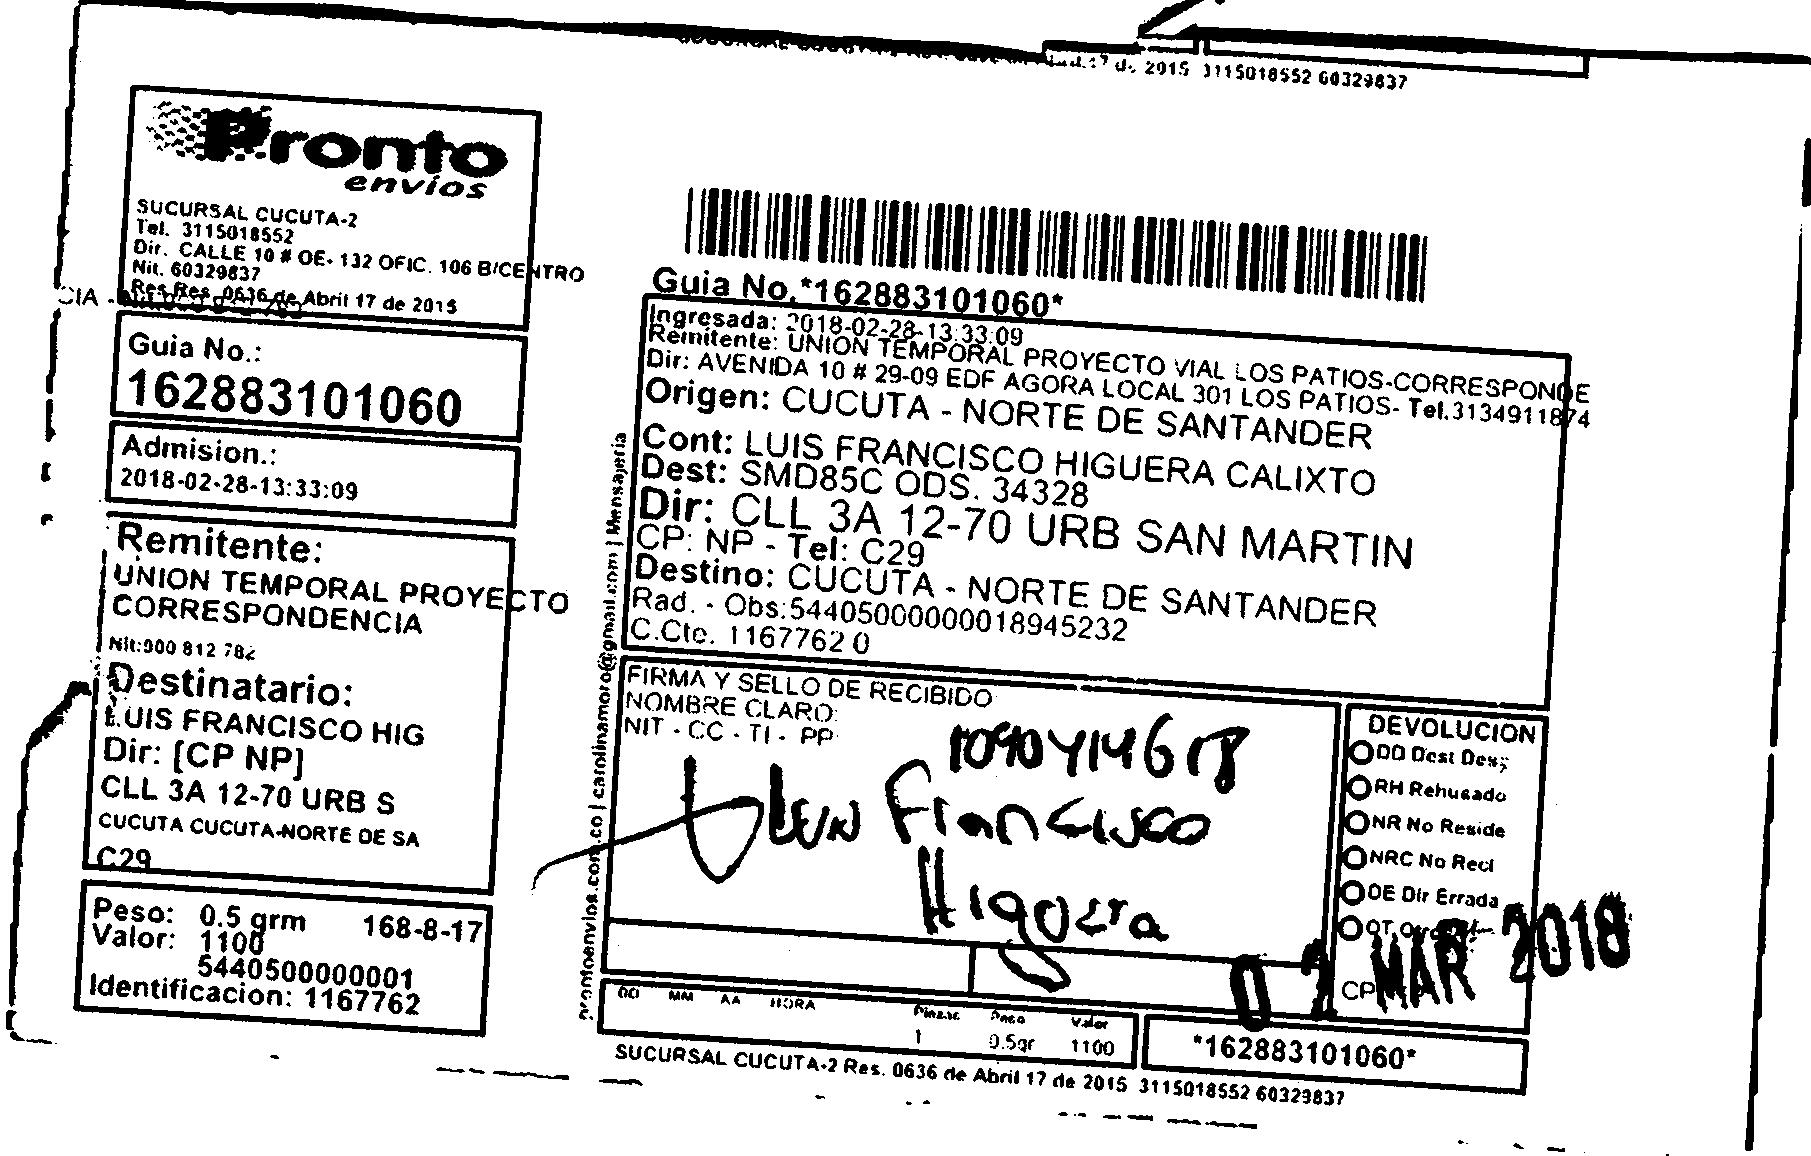 Abril 17 de 2015 3115018552 60329837
Pronto
envios
SUCURSAL CUCUTA-2
Tel. 3115018552
Dir. CALLE 10 # OE- 132 OFIC. 106 B/CENTRO
Nit. 60329837
Res.Res. 0636 de Abril 17 de 2015
CIA -
Guia No.:
162883101060
Admision.:
2018-02-28-13:33:09
Remitente:
UNION TEMPORAL PROYECTO
CORRESPONDENCIA
Nit:900 812 782
Destinatario:
LUIS FRANCISCO HIG
Dir: [CP NP]
CLL 3A 12-70 URB S
CUCUTA CUCUTA-NORTE DE SA
C29
Peso: 0.5 grm 168-8-17
Valor: 1100
5440500000001
Identificacion: 1167762
prontoenvios.com.co | carolinamoro@gmail.com | Mensajeria
Guia No.*162883101060*
Ingresada: 2018-02-28-13:33:09
Remitente: UNION TEMPORAL PROYECTO VIAL LOS PATIOS-CORRESPONDE
Dir: AVENIDA 10 # 29-09 EDF AGORA LOCAL 301 LOS PATIOS- Tel.3134911874
Origen: CUCUTA - NORTE DE SANTANDER
Cont: LUIS FRANCISCO HIGUERA CALIXTO
Dest: SMD85C ODS. 34328
Dir: CLL 3A 12-70 URB SAN MARTIN
CP: NP - Tel: C29
Destino: CUCUTA - NORTE DE SANTANDER
Rad. - Obs:54405000000018945232
C.Cto. 1167762 0
FIRMA Y SELLO DE RECIBIDO
NOMBRE CLARO:
NIT - CC - TI - PP
Francisco
Higuera
DEVOLUCION
DD Dest Des
RH Rehusado
NR No Reside
NRC No Recl
DE Dir Errada
OT
CP
MAR 2018
DD MM AA HORA
Piezas Peso Valor
1 0.5gr 1100
*162883101060*
SUCURSAL CUCUTA-2 Res. 0636 de Abril 17 de 2015 3115018552 60329837